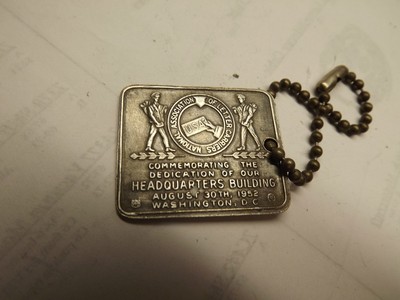 NATIONAL ASSOCIATION OF LETTER CARRIERS
COMMEMORATING THE
DEDICATION OF OUR
HEADQUARTERS BUILDING
AUGUST 30TH, 1952
WASHINGTON, D.C.